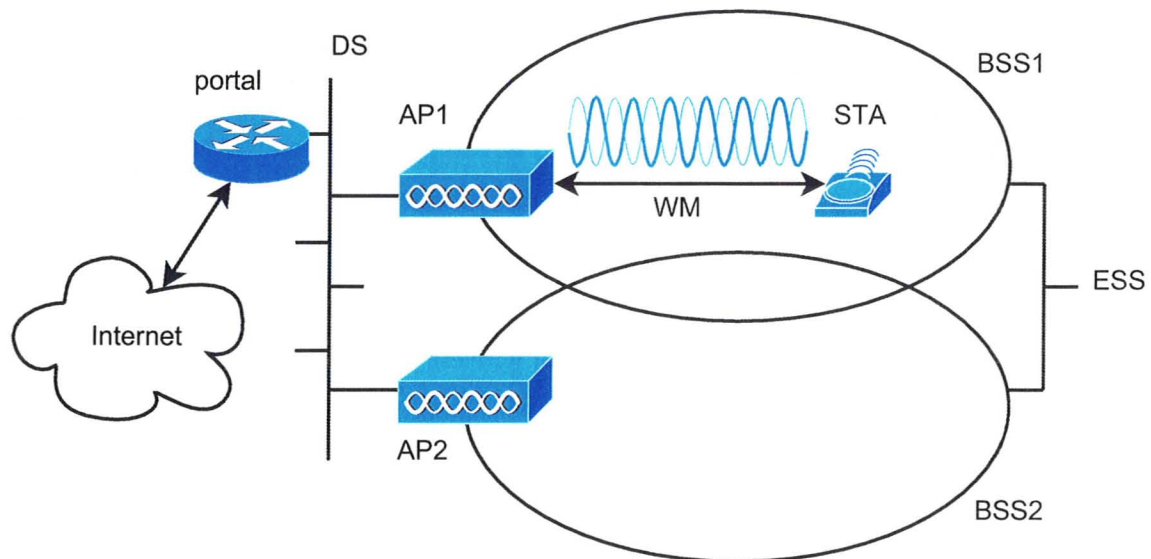 DS
BSS1
portal
AP1
STA
WM
ESS
Internet
AP2
BSS2